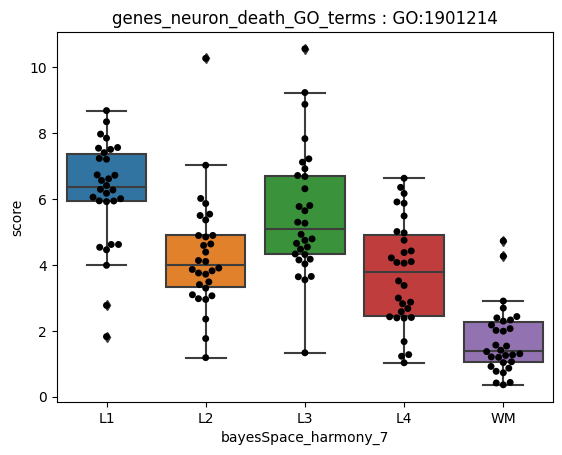 genes_neuron_death_GO_terms : GO:1901214
score
10
8
6
4
2
0
L1 L2 L3 L4 WM
bayesSpace_harmony_7